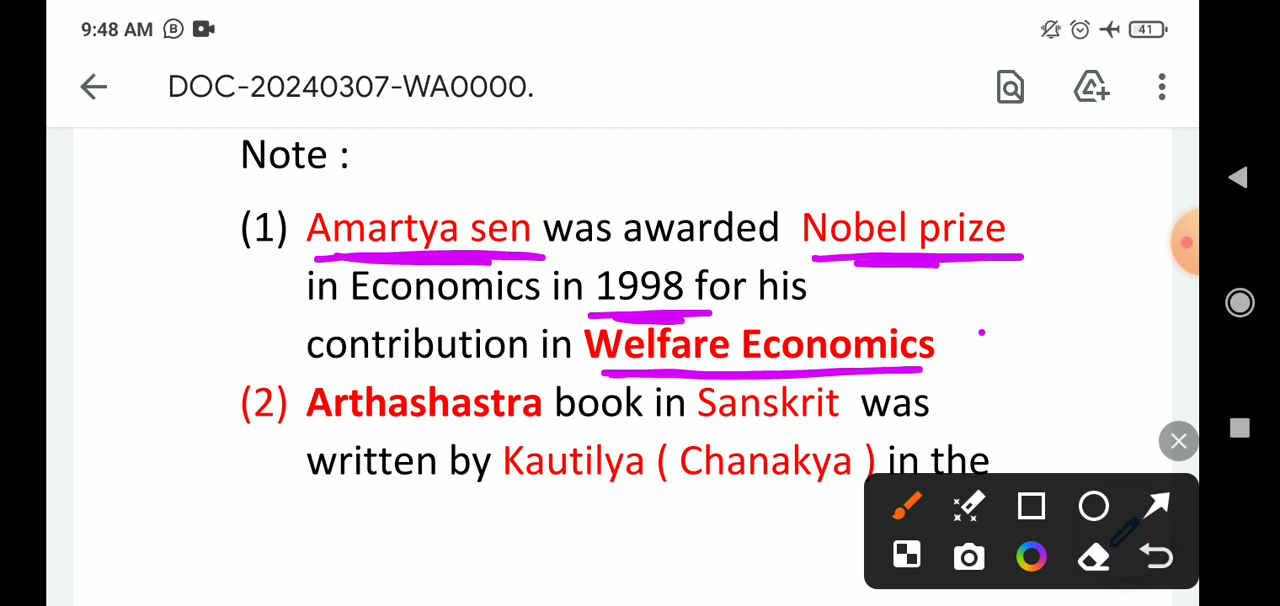 9:48 AM B 41
DOC-20240307-WA0000.
Note :
(1) Amartya sen was awarded Nobel prize
in Economics in 1998 for his
contribution in Welfare Economics
(2) Arthashastra book in Sanskrit was
written by Kautilya ( Chanakya ) in the